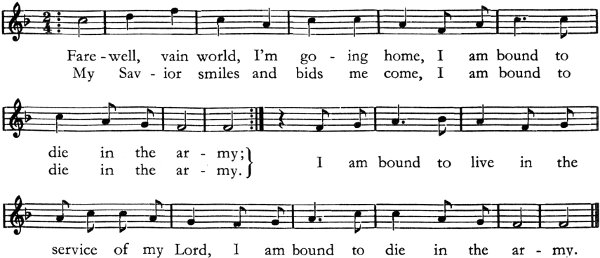 2/4
Fare-well, vain world, I'm go - ing home, I am bound to
My Sav - ior smiles and bids me come, I am bound to
die in the ar - my;
die in the ar - my.
I am bound to live in the
service of my Lord, I am bound to die in the ar - my.